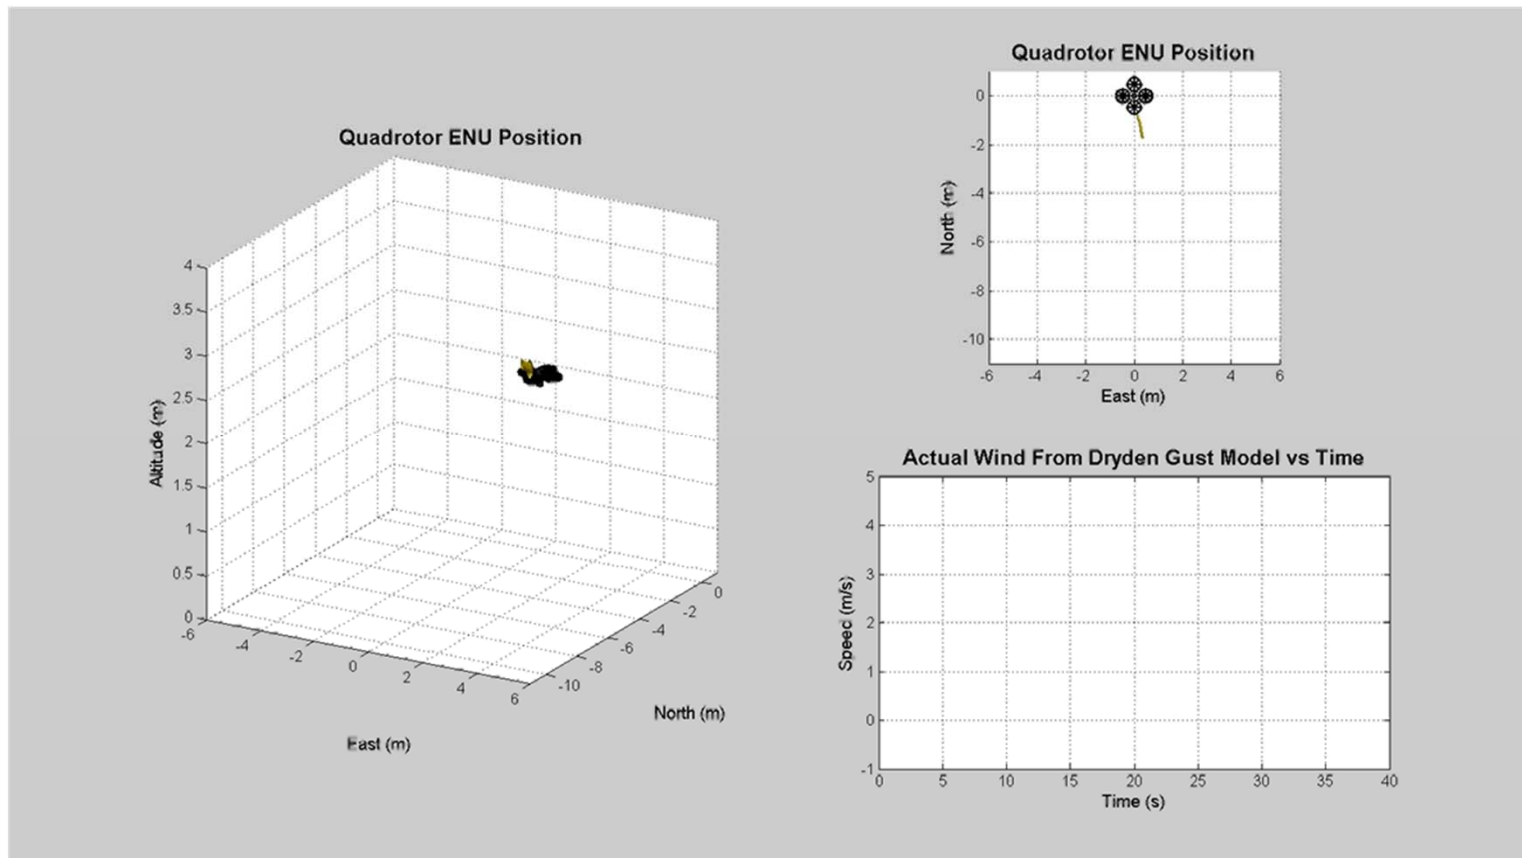 Quadrotor ENU Position
4
3.5
3
2.5
2
1.5
1
0.5
0
Altitude (m)
-6
-4
-2
0
2
4
6
East (m)
-10
-8
-6
-4
-2
0
North (m)
Quadrotor ENU Position
0
-2
-4
-6
-8
-10
North (m)
-6 -4 -2 0 2 4 6
East (m)
Actual Wind From Dryden Gust Model vs Time
5
4
3
2
1
0
-1
Speed (m/s)
0 5 10 15 20 25 30 35 40
Time (s)